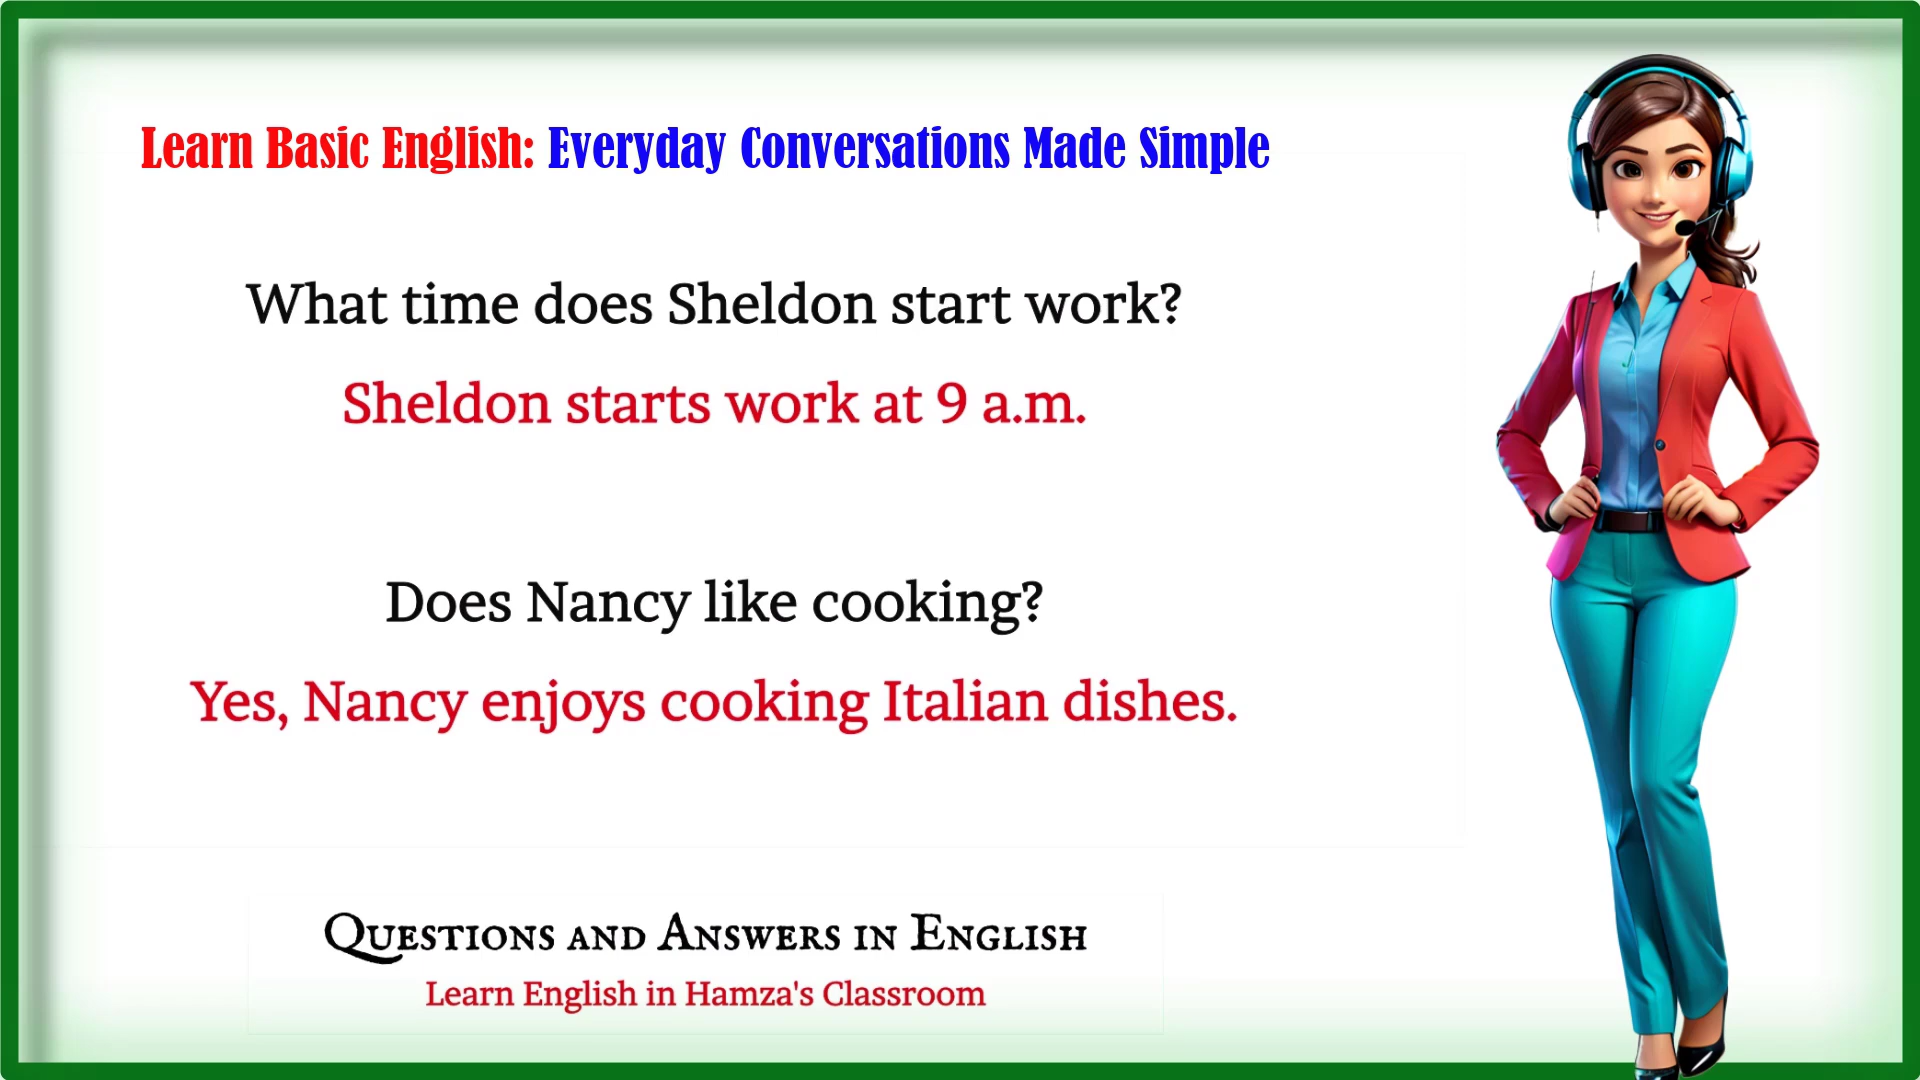 Learn Basic English: Everyday Conversations Made Simple
What time does Sheldon start work?
Sheldon starts work at 9 a.m.
Does Nancy like cooking?
Yes, Nancy enjoys cooking Italian dishes.
Questions and Answers in English
Learn English in Hamza's Classroom